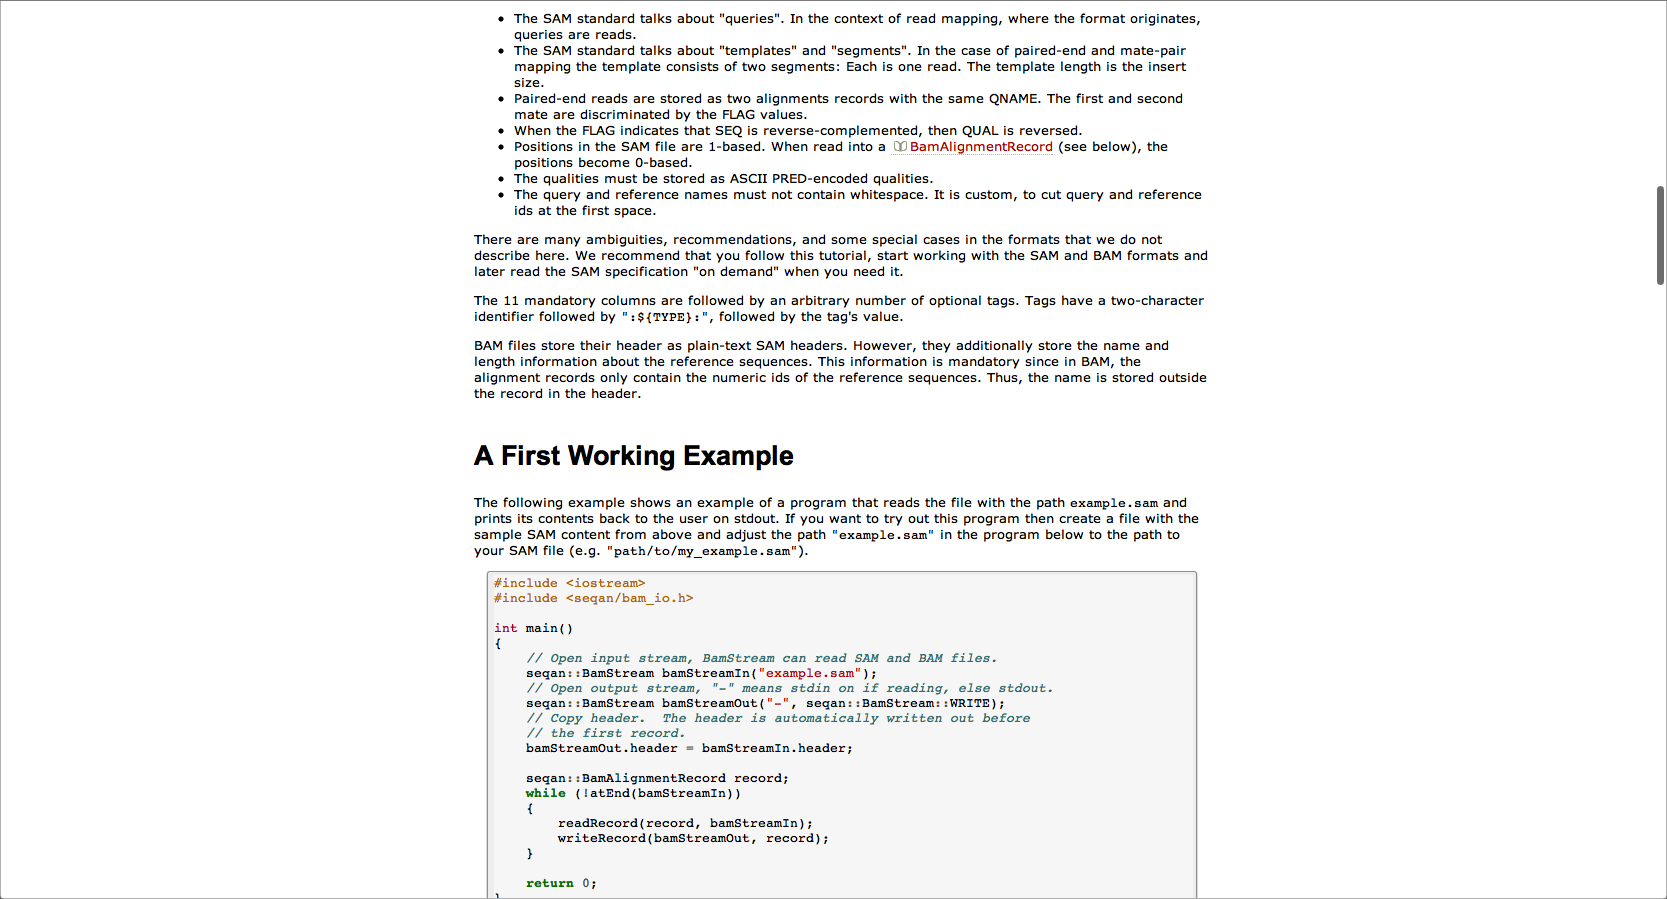 The SAM standard talks about "queries". In the context of read mapping, where the format originates,
queries are reads.
The SAM standard talks about "templates" and "segments". In the case of paired-end and mate-pair
mapping the template consists of two segments: Each is one read. The template length is the insert
size.
Paired-end reads are stored as two alignments records with the same QNAME. The first and second
mate are discriminated by the FLAG values.
When the FLAG indicates that SEQ is reverse-complemented, then QUAL is reversed.
Positions in the SAM file are 1-based. When read into a BamAlignmentRecord (see below), the
positions become 0-based.
The qualities must be stored as ASCII PRED-encoded qualities.
The query and reference names must not contain whitespace. It is custom, to cut query and reference
ids at the first space.
There are many ambiguities, recommendations, and some special cases in the formats that we do not
describe here. We recommend that you follow this tutorial, start working with the SAM and BAM formats and
later read the SAM specification "on demand" when you need it.
The 11 mandatory columns are followed by an arbitrary number of optional tags. Tags have a two-character
identifier followed by ":${TYPE}:", followed by the tag's value.
BAM files store their header as plain-text SAM headers. However, they additionally store the name and
length information about the reference sequences. This information is mandatory since in BAM, the
alignment records only contain the numeric ids of the reference sequences. Thus, the name is stored outside
the record in the header.
A First Working Example
The following example shows an example of a program that reads the file with the path example.sam and
prints its contents back to the user on stdout. If you want to try out this program then create a file with the
sample SAM content from above and adjust the path "example.sam" in the program below to the path to
your SAM file (e.g. "path/to/my_example.sam").
#include <iostream>
#include <seqan/bam_io.h>
int main()
{
    // Open input stream, BamStream can read SAM and BAM files.
    seqan::BamStream bamStreamIn("example.sam");
    // Open output stream, "-" means stdin on if reading, else stdout.
    seqan::BamStream bamStreamOut("-", seqan::BamStream::WRITE);
    // Copy header.  The header is automatically written out before
    // the first record.
    bamStreamOut.header = bamStreamIn.header;
    seqan::BamAlignmentRecord record;
    while (!atEnd(bamStreamIn))
    {
        readRecord(record, bamStreamIn);
        writeRecord(bamStreamOut, record);
    }
    return 0;